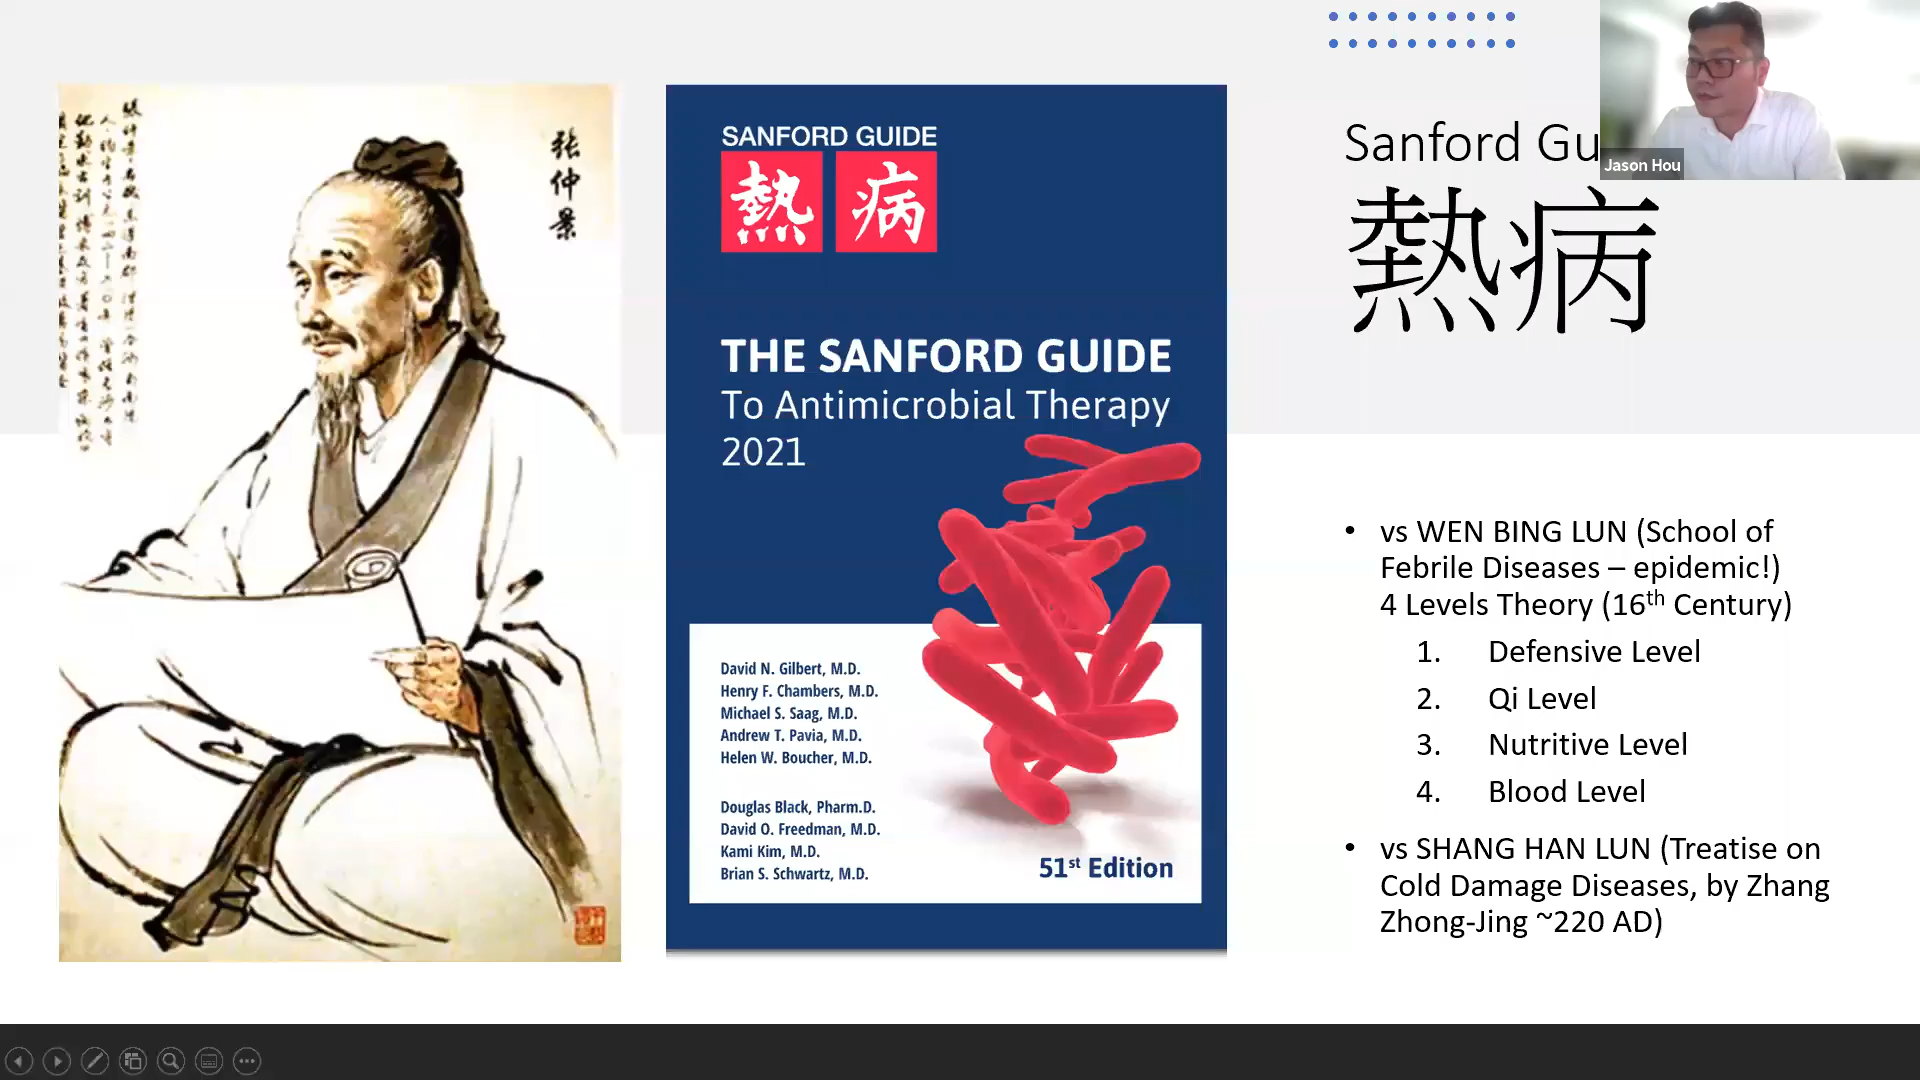 张仲景
SANFORD GUIDE
熱病
THE SANFORD GUIDE
To Antimicrobial Therapy
2021
David N. Gilbert, M.D.
Henry F. Chambers, M.D.
Michael S. Saag, M.D.
Andrew T. Pavia, M.D.
Helen W. Boucher, M.D.
Douglas Black, Pharm.D.
David O. Freedman, M.D.
Kami Kim, M.D.
Brian S. Schwartz, M.D.
51st Edition
Sanford Gu
熱病
Jason Hou
• vs WEN BING LUN (School of
Febrile Diseases – epidemic!)
4 Levels Theory (16th Century)
1. Defensive Level
2. Qi Level
3. Nutritive Level
4. Blood Level
• vs SHANG HAN LUN (Treatise on
Cold Damage Diseases, by Zhang
Zhong-Jing ~220 AD)